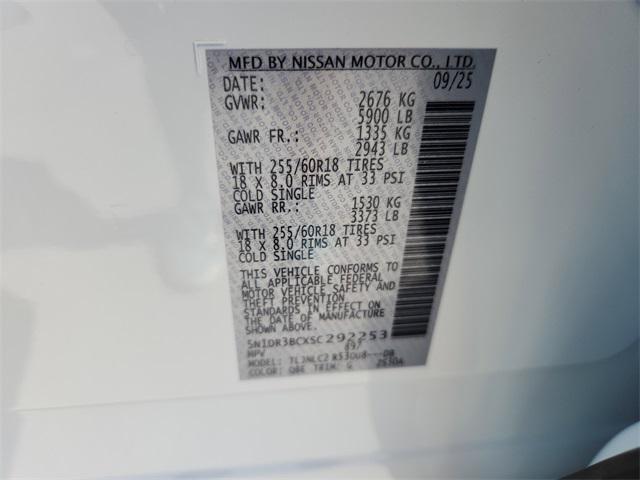 MFD BY NISSAN MOTOR CO., LTD.
DATE: 09/25
GVWR: 2676 KG
5900 LB
GAWR FR.: 1335 KG
2943 LB
WITH 255/60R18 TIRES
18 X 8.0 RIMS AT 33 PSI
COLD SINGLE
GAWR RR.: 1530 KG
3373 LB
WITH 255/60R18 TIRES
18 X 8.0 RIMS AT 33 PSI
COLD SINGLE
THIS VEHICLE CONFORMS TO
ALL APPLICABLE FEDERAL
MOTOR VEHICLE SAFETY AND
THEFT PREVENTION
STANDARDS IN EFFECT ON
THE DATE OF MANUFACTURE
SHOWN ABOVE.
5N1DR3BCXSC292253
MPV 897
MODEL:
COLOR: QBE TRIM: G 2630A